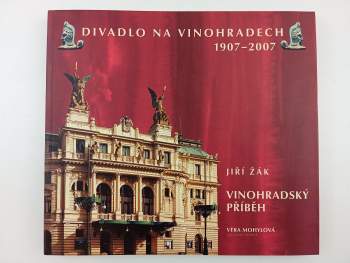 DIVADLO NA VINOHRADECH
1907–2007
JIŘÍ ŽÁK
VINOHRADSKÝ
PŘÍBĚH
VĚRA MOHYLOVÁ